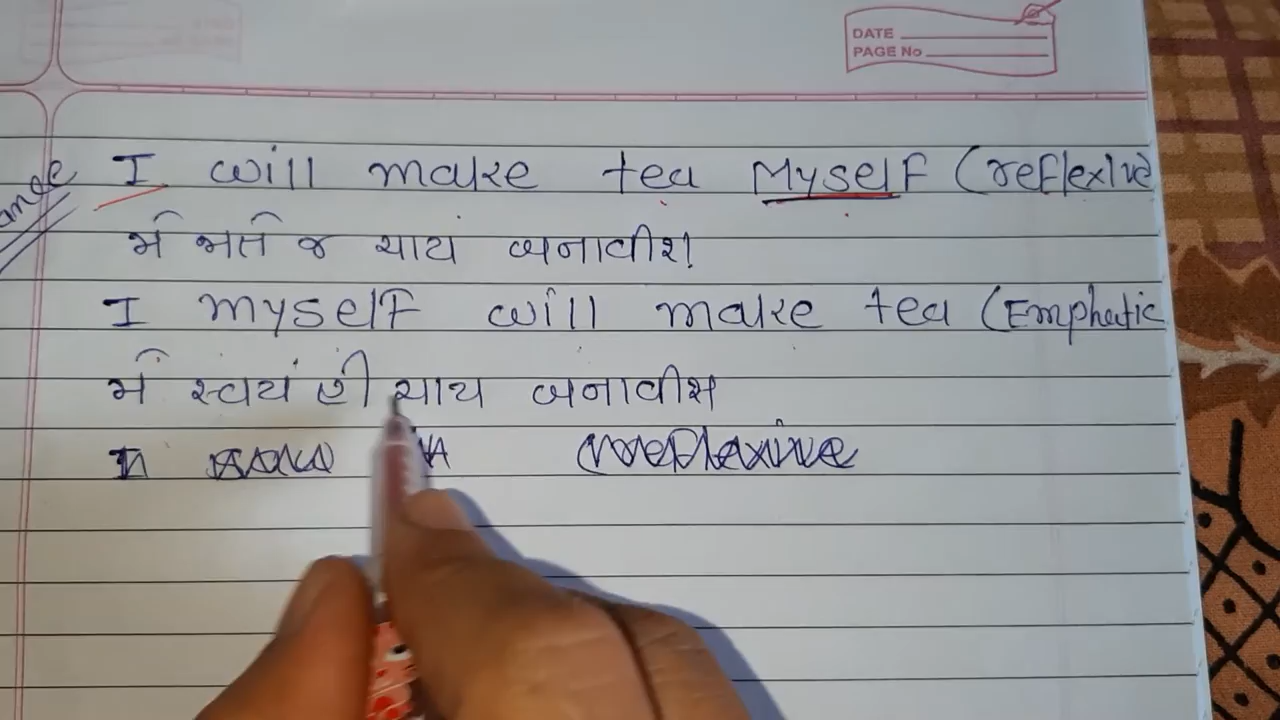 DATE
PAGE No
I will make tea Myself (reflexive
મેં જાતે જ ચાય બનાવીશ।
I myself will make tea (Emphatic
મેં સ્વયં હી ચાય બનાવીશ